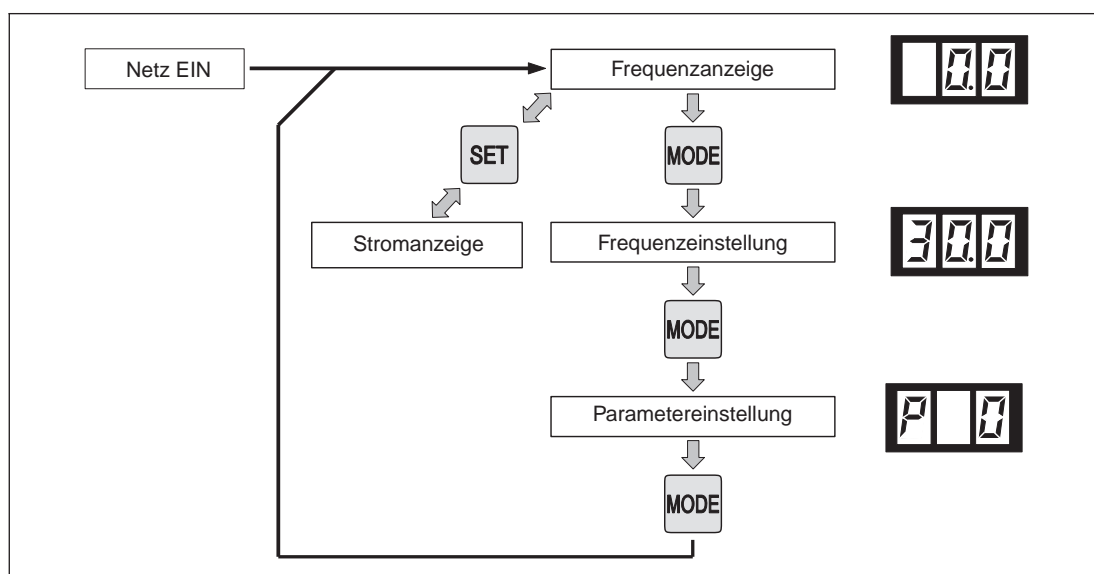 Netz EIN
Frequenzanzeige
0.0
SET
MODE
Stromanzeige
Frequenzeinstellung
30.0
MODE
Parametereinstellung
P 0
MODE